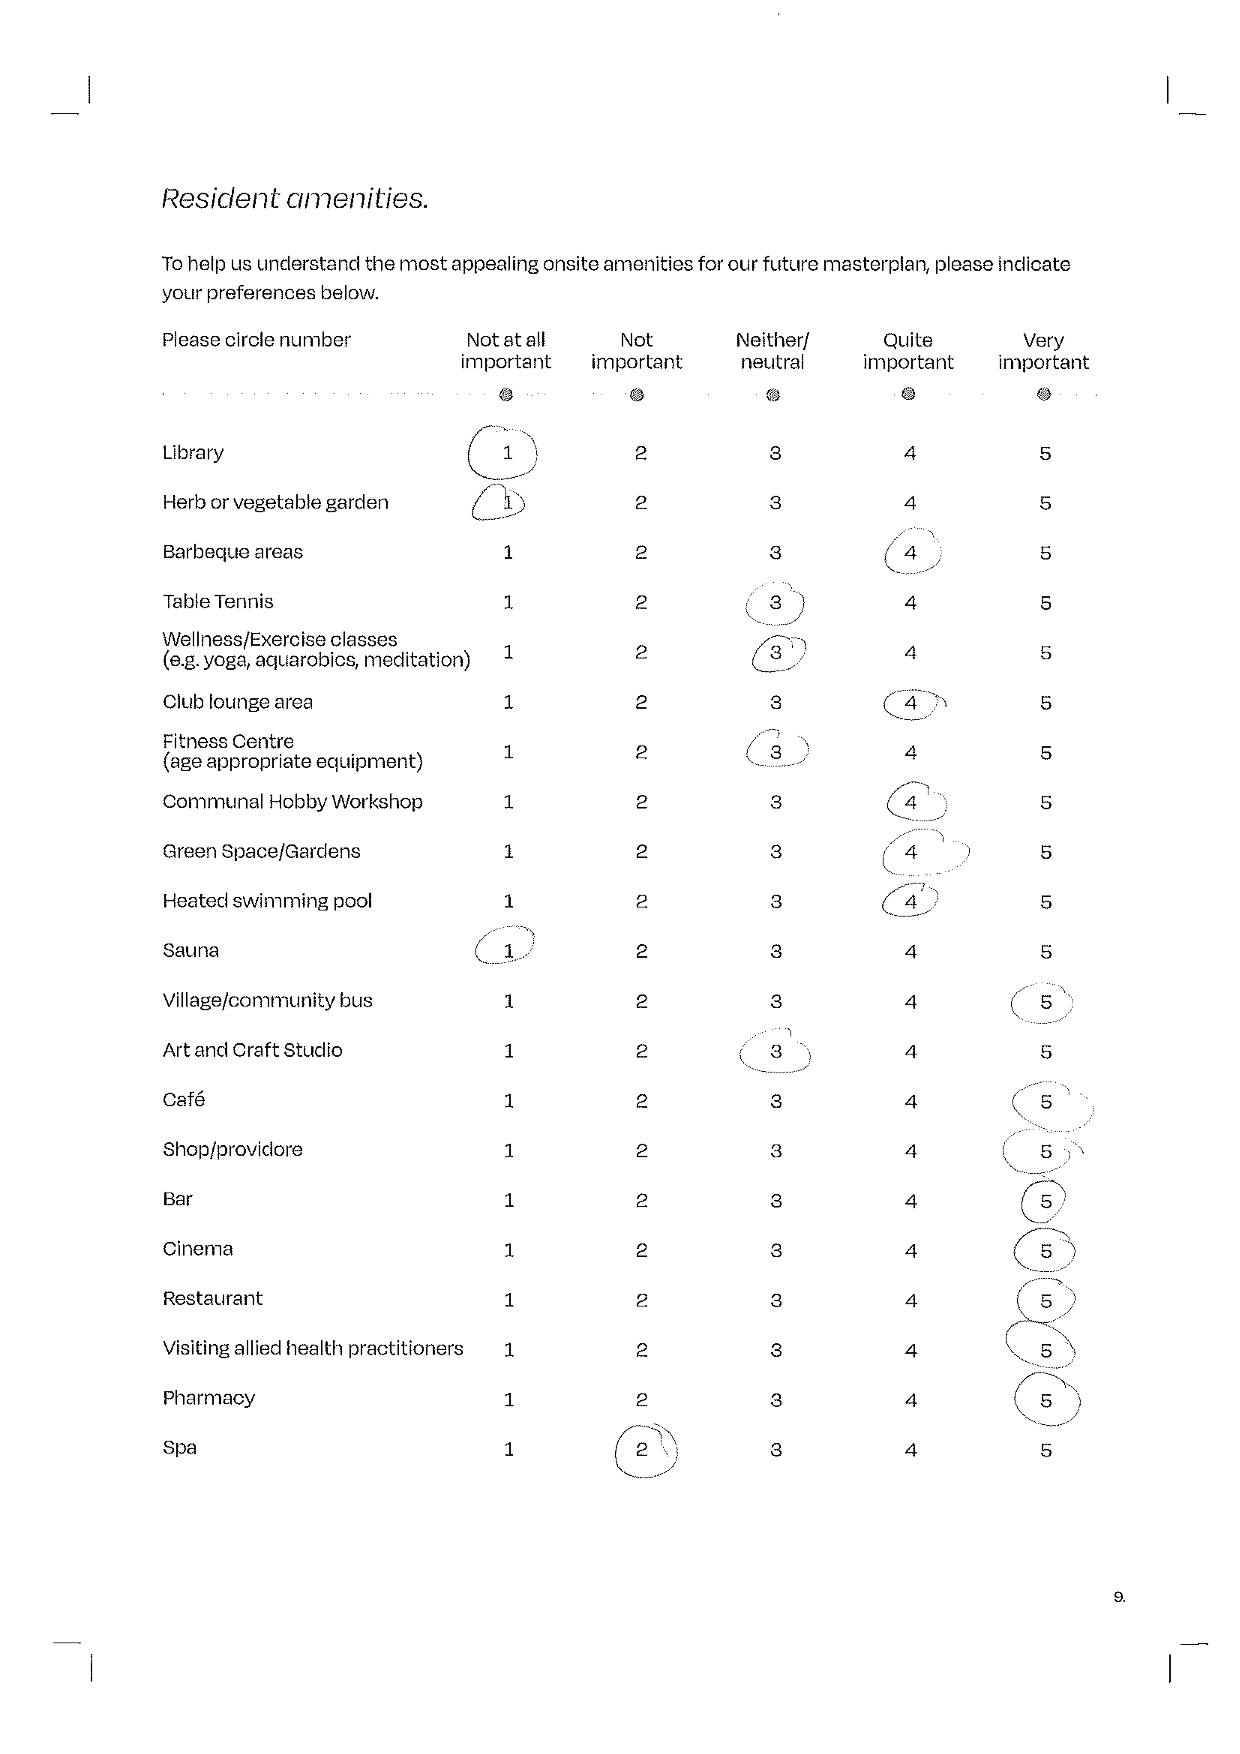 Resident amenities.
To help us understand the most appealing onsite amenities for our future masterplan, please indicate
your preferences below.
Please circle number Not at all Not Neither/ Quite Very
important important neutral important important
Library 1 2 3 4 5
Herb or vegetable garden 1 2 3 4 5
Barbeque areas 1 2 3 4 5
Table Tennis 1 2 3 4 5
Wellness/Exercise classes
(e.g. yoga, aquarobics, meditation) 1 2 3 4 5
Club lounge area 1 2 3 4 5
Fitness Centre
(age appropriate equipment) 1 2 3 4 5
Communal Hobby Workshop 1 2 3 4 5
Green Space/Gardens 1 2 3 4 5
Heated swimming pool 1 2 3 4 5
Sauna 1 2 3 4 5
Village/community bus 1 2 3 4 5
Art and Craft Studio 1 2 3 4 5
Café 1 2 3 4 5
Shop/providore 1 2 3 4 5
Bar 1 2 3 4 5
Cinema 1 2 3 4 5
Restaurant 1 2 3 4 5
Visiting allied health practitioners 1 2 3 4 5
Pharmacy 1 2 3 4 5
Spa 1 2 3 4 5
9.